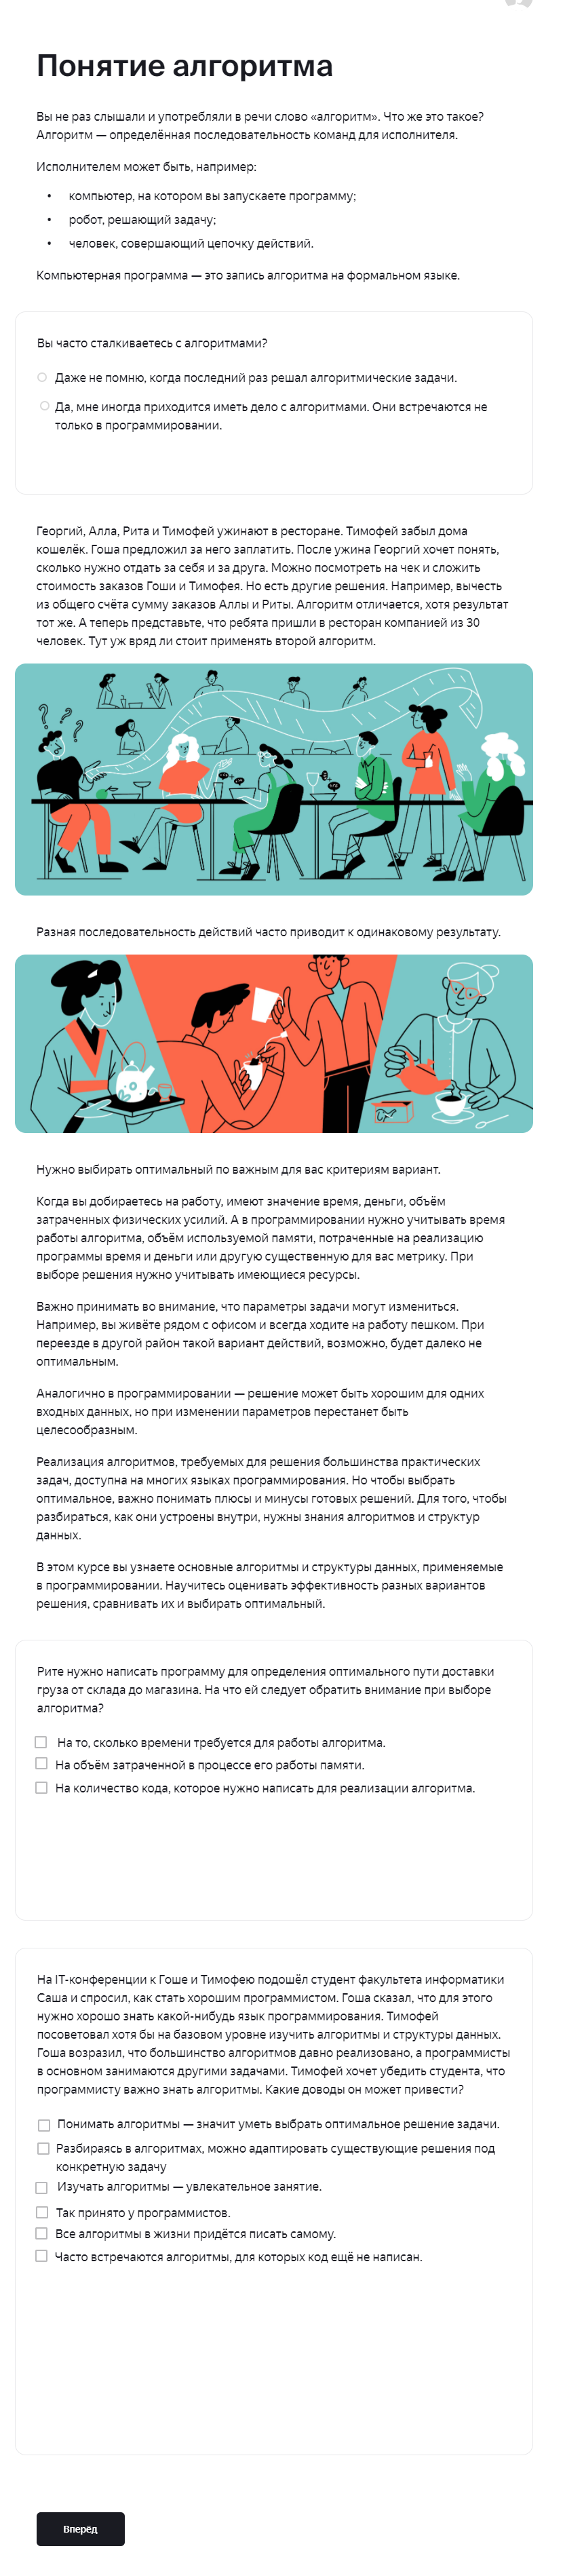 Понятие алгоритма
Вы не раз слышали и употребляли в речи слово «алгоритм». Что же это такое?
Алгоритм — определённая последовательность команд для исполнителя.
Исполнителем может быть, например:
• компьютер, на котором вы запускаете программу;
• робот, решающий задачу;
• человек, совершающий цепочку действий.
Компьютерная программа — это запись алгоритма на формальном языке.
Вы часто сталкиваетесь с алгоритмами?
Даже не помню, когда последний раз решал алгоритмические задачи.
Да, мне иногда приходится иметь дело с алгоритмами. Они встречаются не
только в программировании.
Георгий, Алла, Рита и Тимофей ужинают в ресторане. Тимофей забыл дома
кошелёк. Гоша предложил за него заплатить. После ужина Георгий хочет понять,
сколько нужно отдать за себя и за друга. Можно посмотреть на чек и сложить
стоимость заказов Гоши и Тимофея. Но есть другие решения. Например, вычесть
из общего счёта сумму заказов Аллы и Риты. Алгоритм отличается, хотя результат
тот же. А теперь представьте, что ребята пришли в ресторан компанией из 30
человек. Тут уж вряд ли стоит применять второй алгоритм.
???
Разная последовательность действий часто приводит к одинаковому результату.
Нужно выбирать оптимальный по важным для вас критериям вариант.
Когда вы добираетесь на работу, имеют значение время, деньги, объём
затраченных физических усилий. А в программировании нужно учитывать время
работы алгоритма, объём используемой памяти, потраченные на реализацию
программы время и деньги или другую существенную для вас метрику. При
выборе решения нужно учитывать имеющиеся ресурсы.
Важно принимать во внимание, что параметры задачи могут измениться.
Например, вы живёте рядом с офисом и всегда ходите на работу пешком. При
переезде в другой район такой вариант действий, возможно, будет далеко не
оптимальным.
Аналогично в программировании — решение может быть хорошим для одних
входных данных, но при изменении параметров перестанет быть
целесообразным.
Реализация алгоритмов, требуемых для решения большинства практических
задач, доступна на многих языках программирования. Но чтобы выбрать
оптимальное, важно понимать плюсы и минусы готовых решений. Для того, чтобы
разбираться, как они устроены внутри, нужны знания алгоритмов и структур
данных.
В этом курсе вы узнаете основные алгоритмы и структуры данных, применяемые
в программировании. Научитесь оценивать эффективность разных вариантов
решения, сравнивать их и выбирать оптимальный.
Рите нужно написать программу для определения оптимального пути доставки
груза от склада до магазина. На что ей следует обратить внимание при выборе
алгоритма?
На то, сколько времени требуется для работы алгоритма.
На объём затраченной в процессе его работы памяти.
На количество кода, которое нужно написать для реализации алгоритма.
На IT-конференции к Гоше и Тимофею подошёл студент факультета информатики
Саша и спросил, как стать хорошим программистом. Гоша сказал, что для этого
нужно хорошо знать какой-нибудь язык программирования. Тимофей
посоветовал хотя бы на базовом уровне изучить алгоритмы и структуры данных.
Гоша возразил, что большинство алгоритмов давно реализовано, а программисты
в основном занимаются другими задачами. Тимофей хочет убедить студента, что
программисту важно знать алгоритмы. Какие доводы он может привести?
Понимать алгоритмы — значит уметь выбрать оптимальное решение задачи.
Разбираясь в алгоритмах, можно адаптировать существующие решения под
конкретную задачу
Изучать алгоритмы — увлекательное занятие.
Так принято у программистов.
Все алгоритмы в жизни придётся писать самому.
Часто встречаются алгоритмы, для которых код ещё не написан.
Вперёд